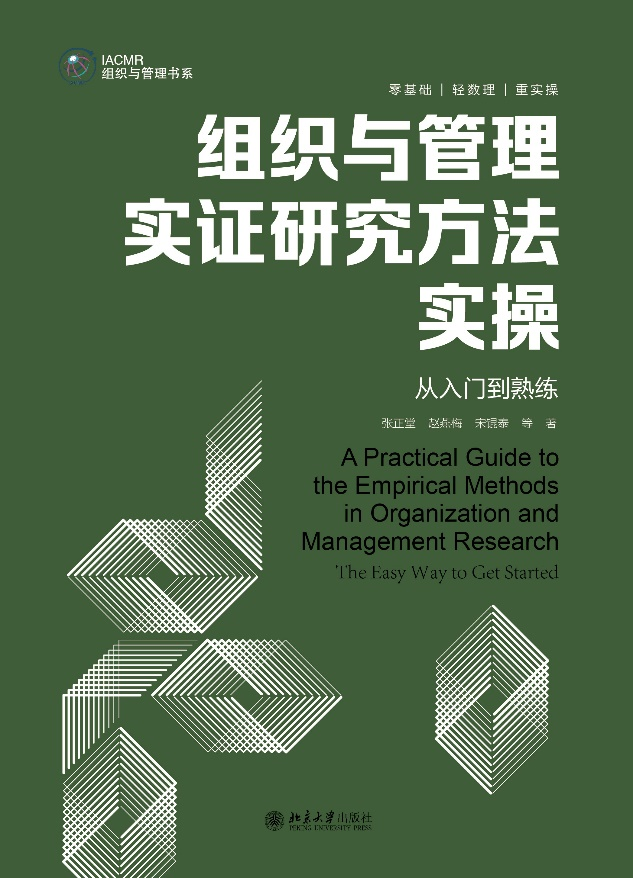 IACMR
组织与管理书系
零基础 | 轻数理 | 重实操
组织与管理
实证研究方法
实操
从入门到熟练
张正堂 赵燕梅 宋锟泰 等 著
A Practical Guide to
the Empirical Methods
in Organization and
Management Research
The Easy Way to Get Started
北京大学出版社
PEKING UNIVERSITY PRESS